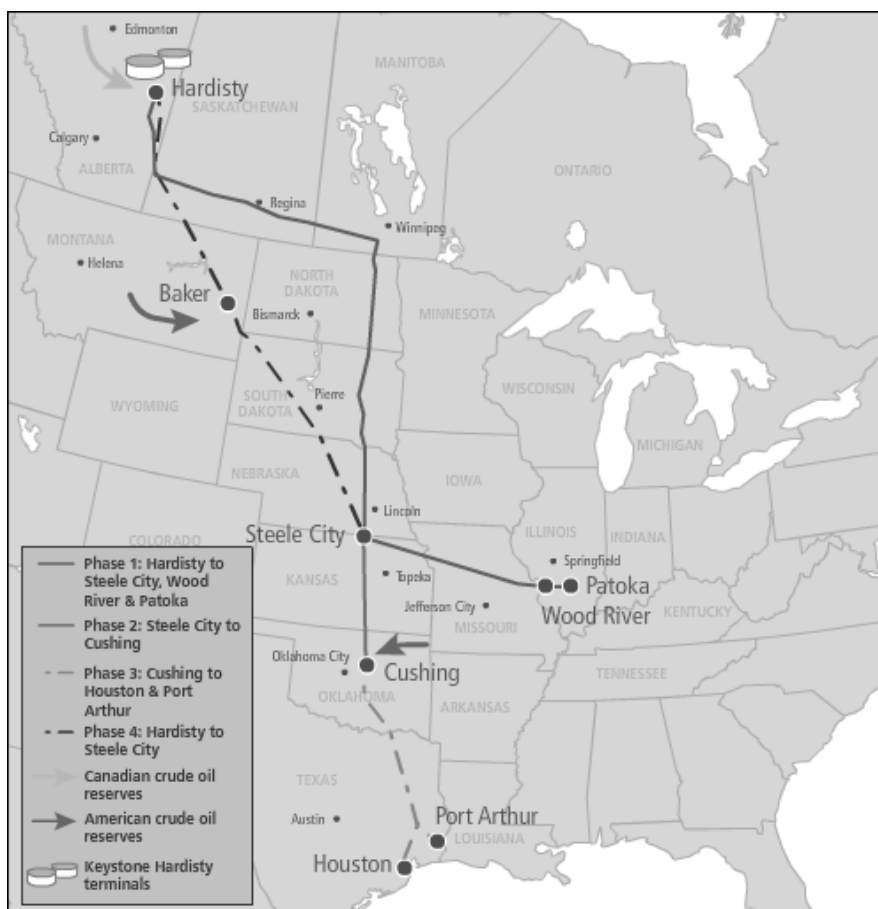 Edmonton
MANITOBA
Hardisty
SASKATCHEWAN
Calgary
ALBERTA
ONTARIO
Regina
Winnipeg
MONTANA
Helena
NORTH
DAKOTA
Baker
Bismarck
MINNESOTA
WISCONSIN
SOUTH
DAKOTA
Pierre
WYOMING
MICHIGAN
NEBRASKA
IOWA
Lincoln
Steele City
ILLINOIS
INDIANA
COLORADO
Springfield
KANSAS
Topeka
Patoka
Jefferson City
Wood River
KENTUCKY
MISSOURI
Oklahoma City
Cushing
TENNESSEE
OKLAHOMA
ARKANSAS
TEXAS
Austin
Port Arthur
LOUISIANA
Houston
Phase 1: Hardisty to
Steele City, Wood
River & Patoka
Phase 2: Steele City to
Cushing
Phase 3: Cushing to
Houston & Port
Arthur
Phase 4: Hardisty to
Steele City
Canadian crude oil
reserves
American crude oil
reserves
Keystone Hardisty
terminals